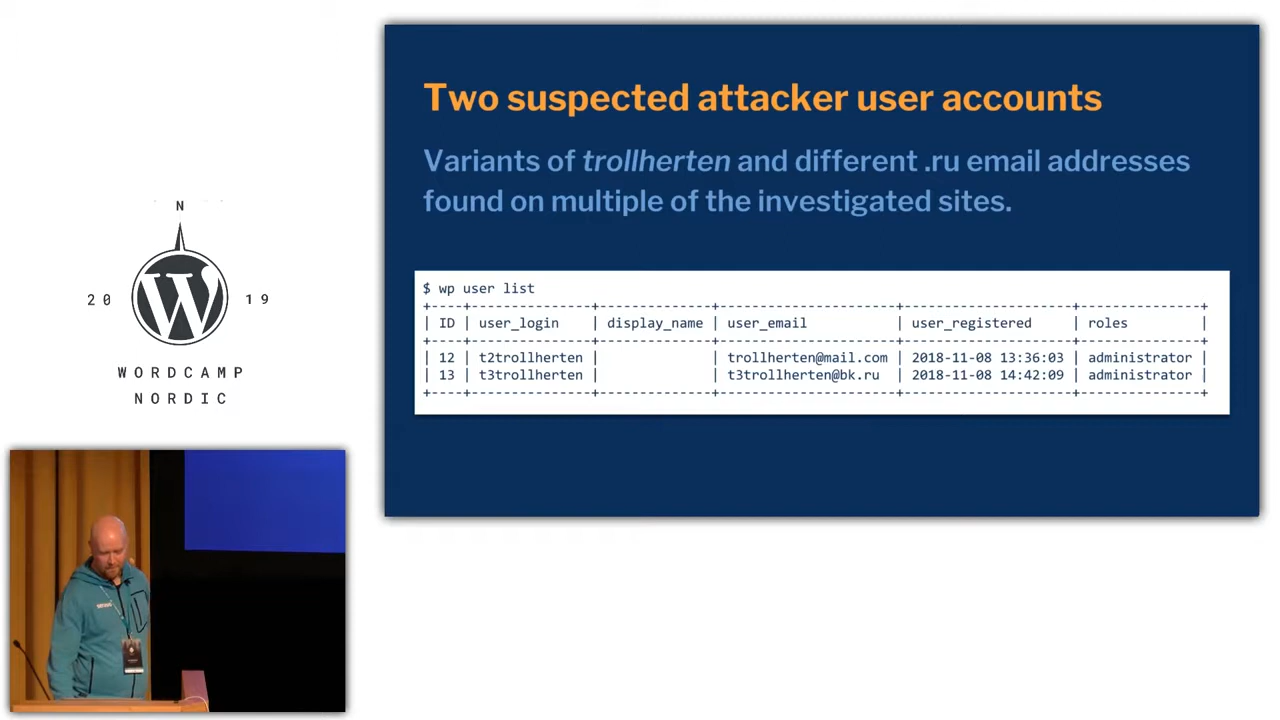 Two suspected attacker user accounts
Variants of trollherten and different .ru email addresses
found on multiple of the investigated sites.
$ wp user list
+----+---------------+--------------+---------------------+---------------------+---------------+
| ID | user_login | display_name | user_email | user_registered | roles |
+----+---------------+--------------+---------------------+---------------------+---------------+
| 12 | t2trollherten | | trollherten@mail.com | 2018-11-08 13:36:03 | administrator |
| 13 | t3trollherten | | t3trollherten@bk.ru | 2018-11-08 14:42:09 | administrator |
+----+---------------+--------------+---------------------+---------------------+---------------+
N
20 19
WORDCAMP
NORDIC